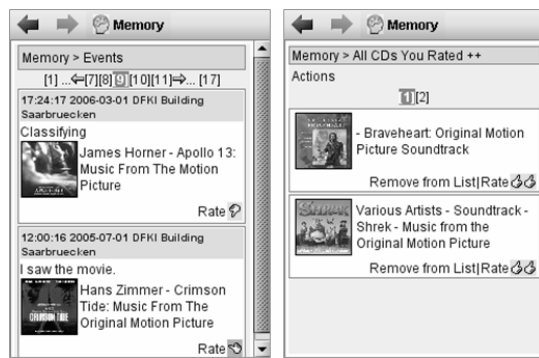 Memory
Memory > Events
[1] ...⇦[7][8][9][10][11]⇨... [17]
17:24:17 2006-03-01 DFKI Building
Saarbruecken
Classifying
James Horner - Apollo 13:
Music From The Motion
Picture
Rate
12:00:16 2005-07-01 DFKI Building
Saarbruecken
I saw the movie.
CRIMSON TIDE
Hans Zimmer - Crimson
Tide: Music From The
Original Motion Picture
Rate
Memory
Memory > All CDs You Rated ++
Actions
[1][2]
- Braveheart: Original Motion
Picture Soundtrack
Remove from List|Rate
SHREK
Various Artists - Soundtrack -
Shrek - Music from the
Original Motion Picture
Remove from List|Rate